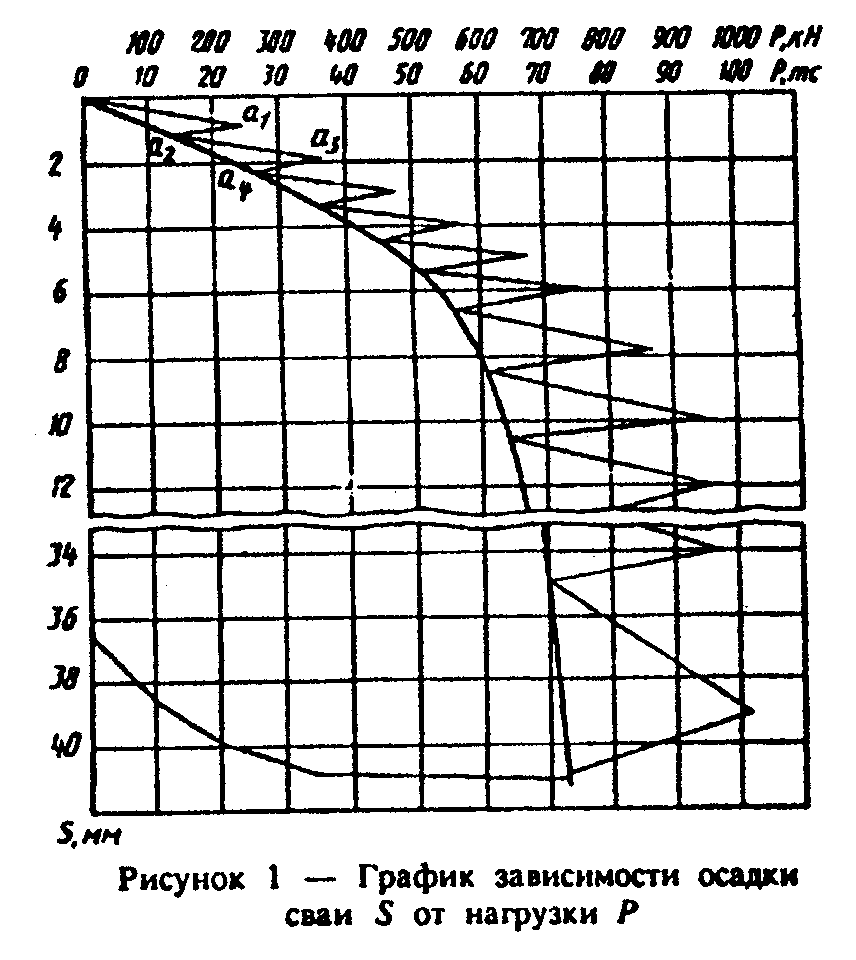 100 200 300 400 500 600 700 800 900 1000 P,кН
0 10 20 30 40 50 60 70 80 90 100 P,тс
a1
a2
a3
a4
2
4
6
8
10
12
34
36
38
40
S, мм
Рисунок 1 — График зависимости осадки
сваи S от нагрузки P